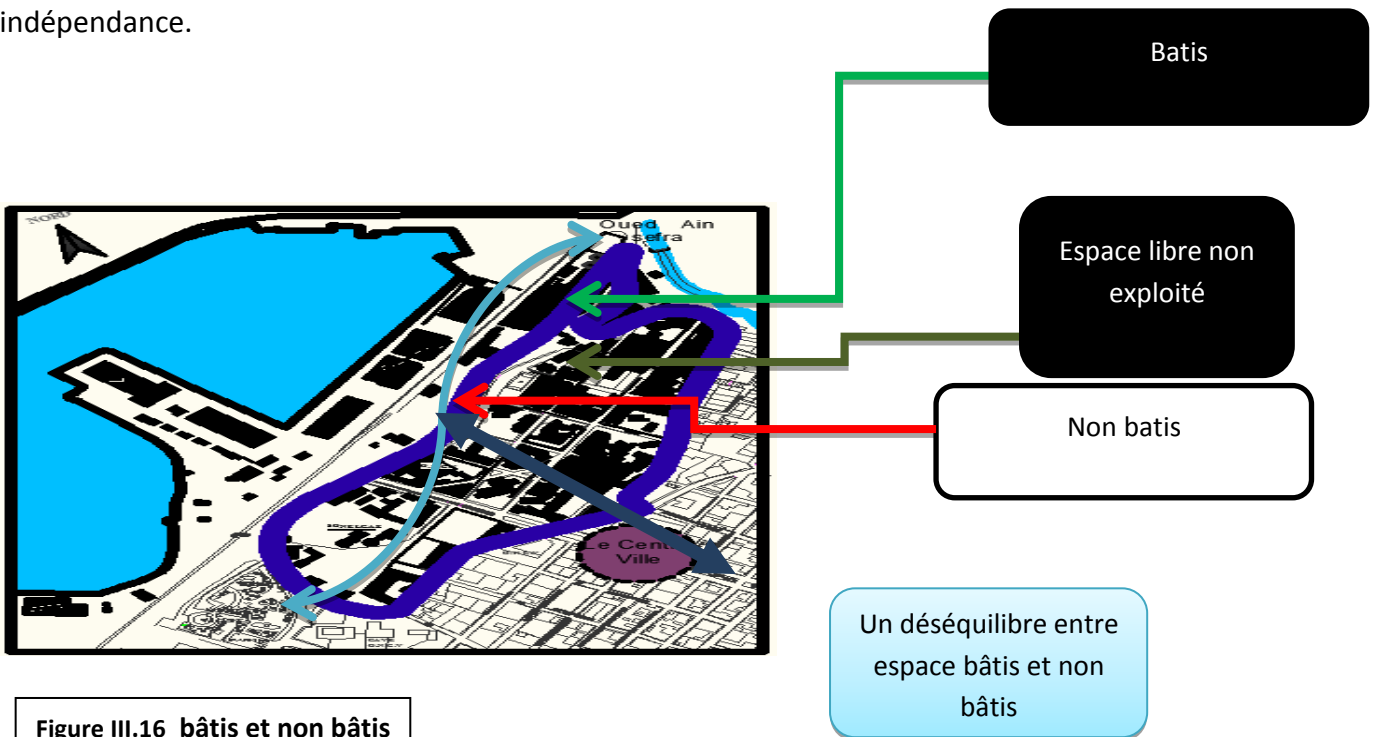 indépendance.
Batis
Espace libre non
exploité
Non batis
NORD
Oued Ain
sefra
Le Cent
Ville
Un déséquilibre entre
espace bâtis et non
bâtis
Figure III.16 bâtis et non bâtis